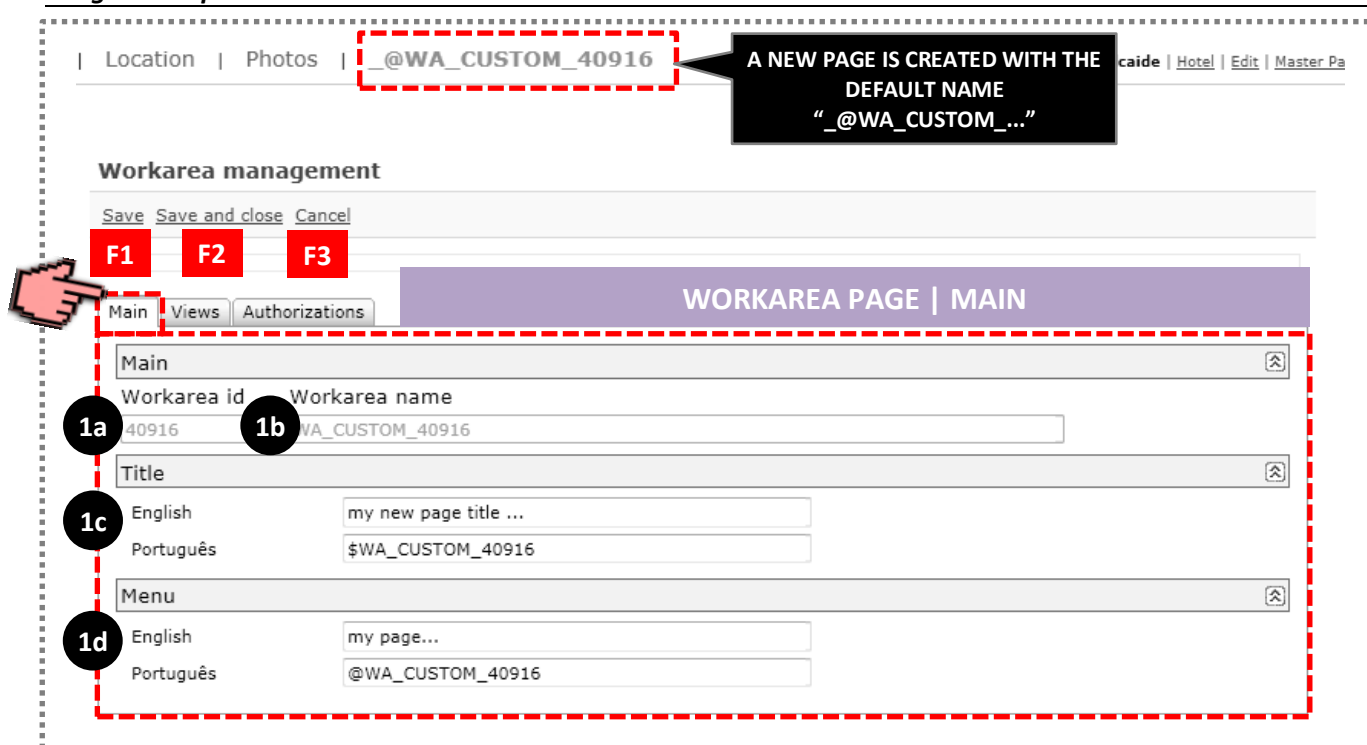 | Location | Photos | _@WA_CUSTOM_40916
A NEW PAGE IS CREATED WITH THE
DEFAULT NAME
“_@WA_CUSTOM_...”
caide | Hotel | Edit | Master Pa
Workarea management
Save Save and close Cancel
F1 F2 F3
Main Views Authorizations
WORKAREA PAGE | MAIN
Main
Workarea id Workarea name
1a 40916 1b WA_CUSTOM_40916
Title
1c English my new page title ...
Português $WA_CUSTOM_40916
Menu
1d English my page...
Português @WA_CUSTOM_40916